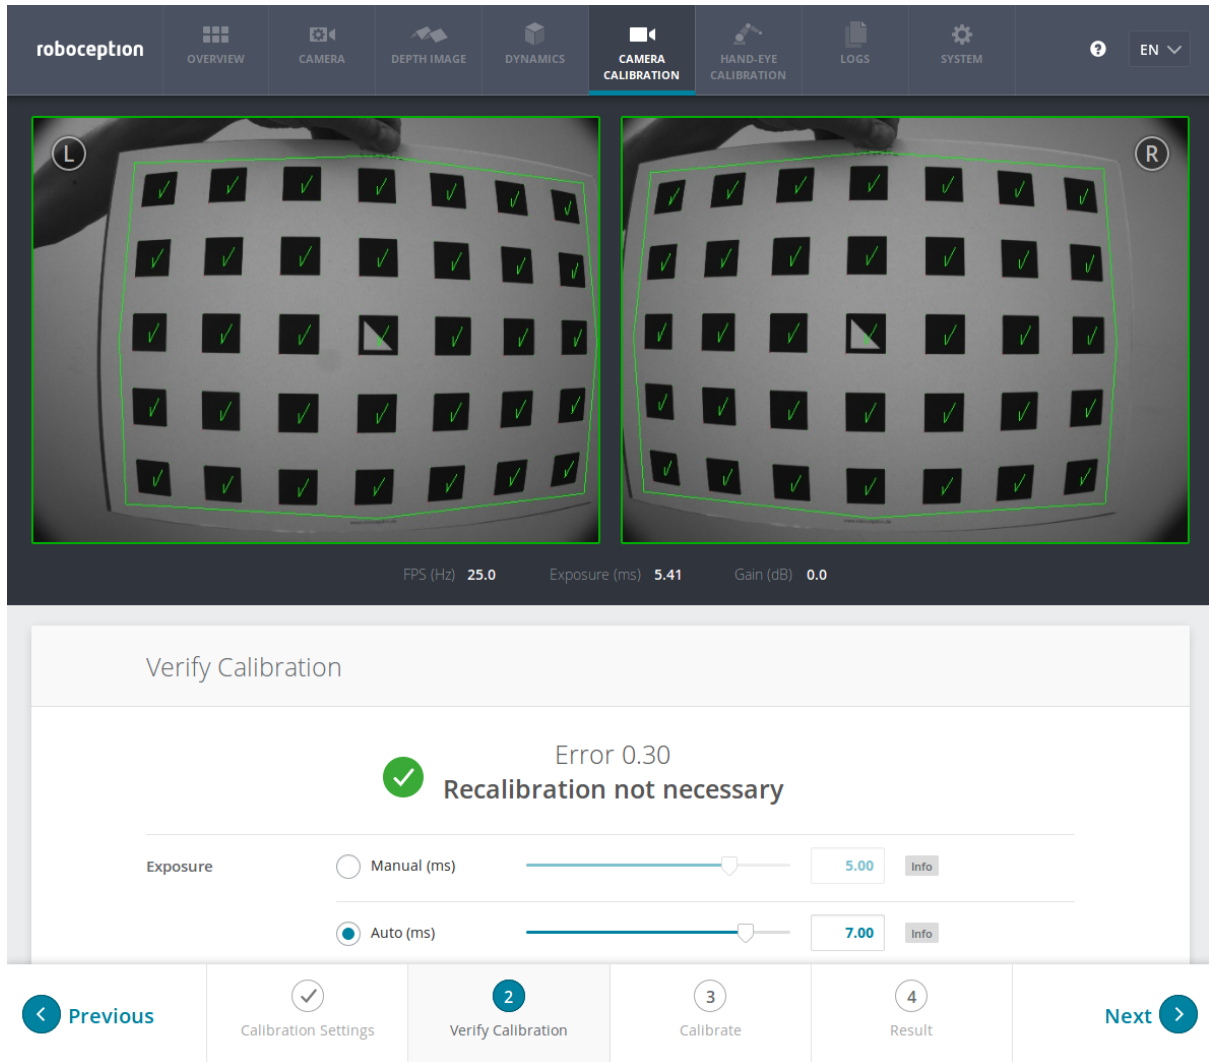 roboception
OVERVIEW
CAMERA
DEPTH IMAGE
DYNAMICS
CAMERA
CALIBRATION
HAND-EYE
CALIBRATION
LOGS
SYSTEM
?
EN
L
R
FPS (Hz) 25.0 Exposure (ms) 5.41 Gain (dB) 0.0
Verify Calibration
Error 0.30
Recalibration not necessary
Exposure
Manual (ms) 5.00 Info
Auto (ms) 7.00 Info
Previous
Calibration Settings
2
Verify Calibration
3
Calibrate
4
Result
Next